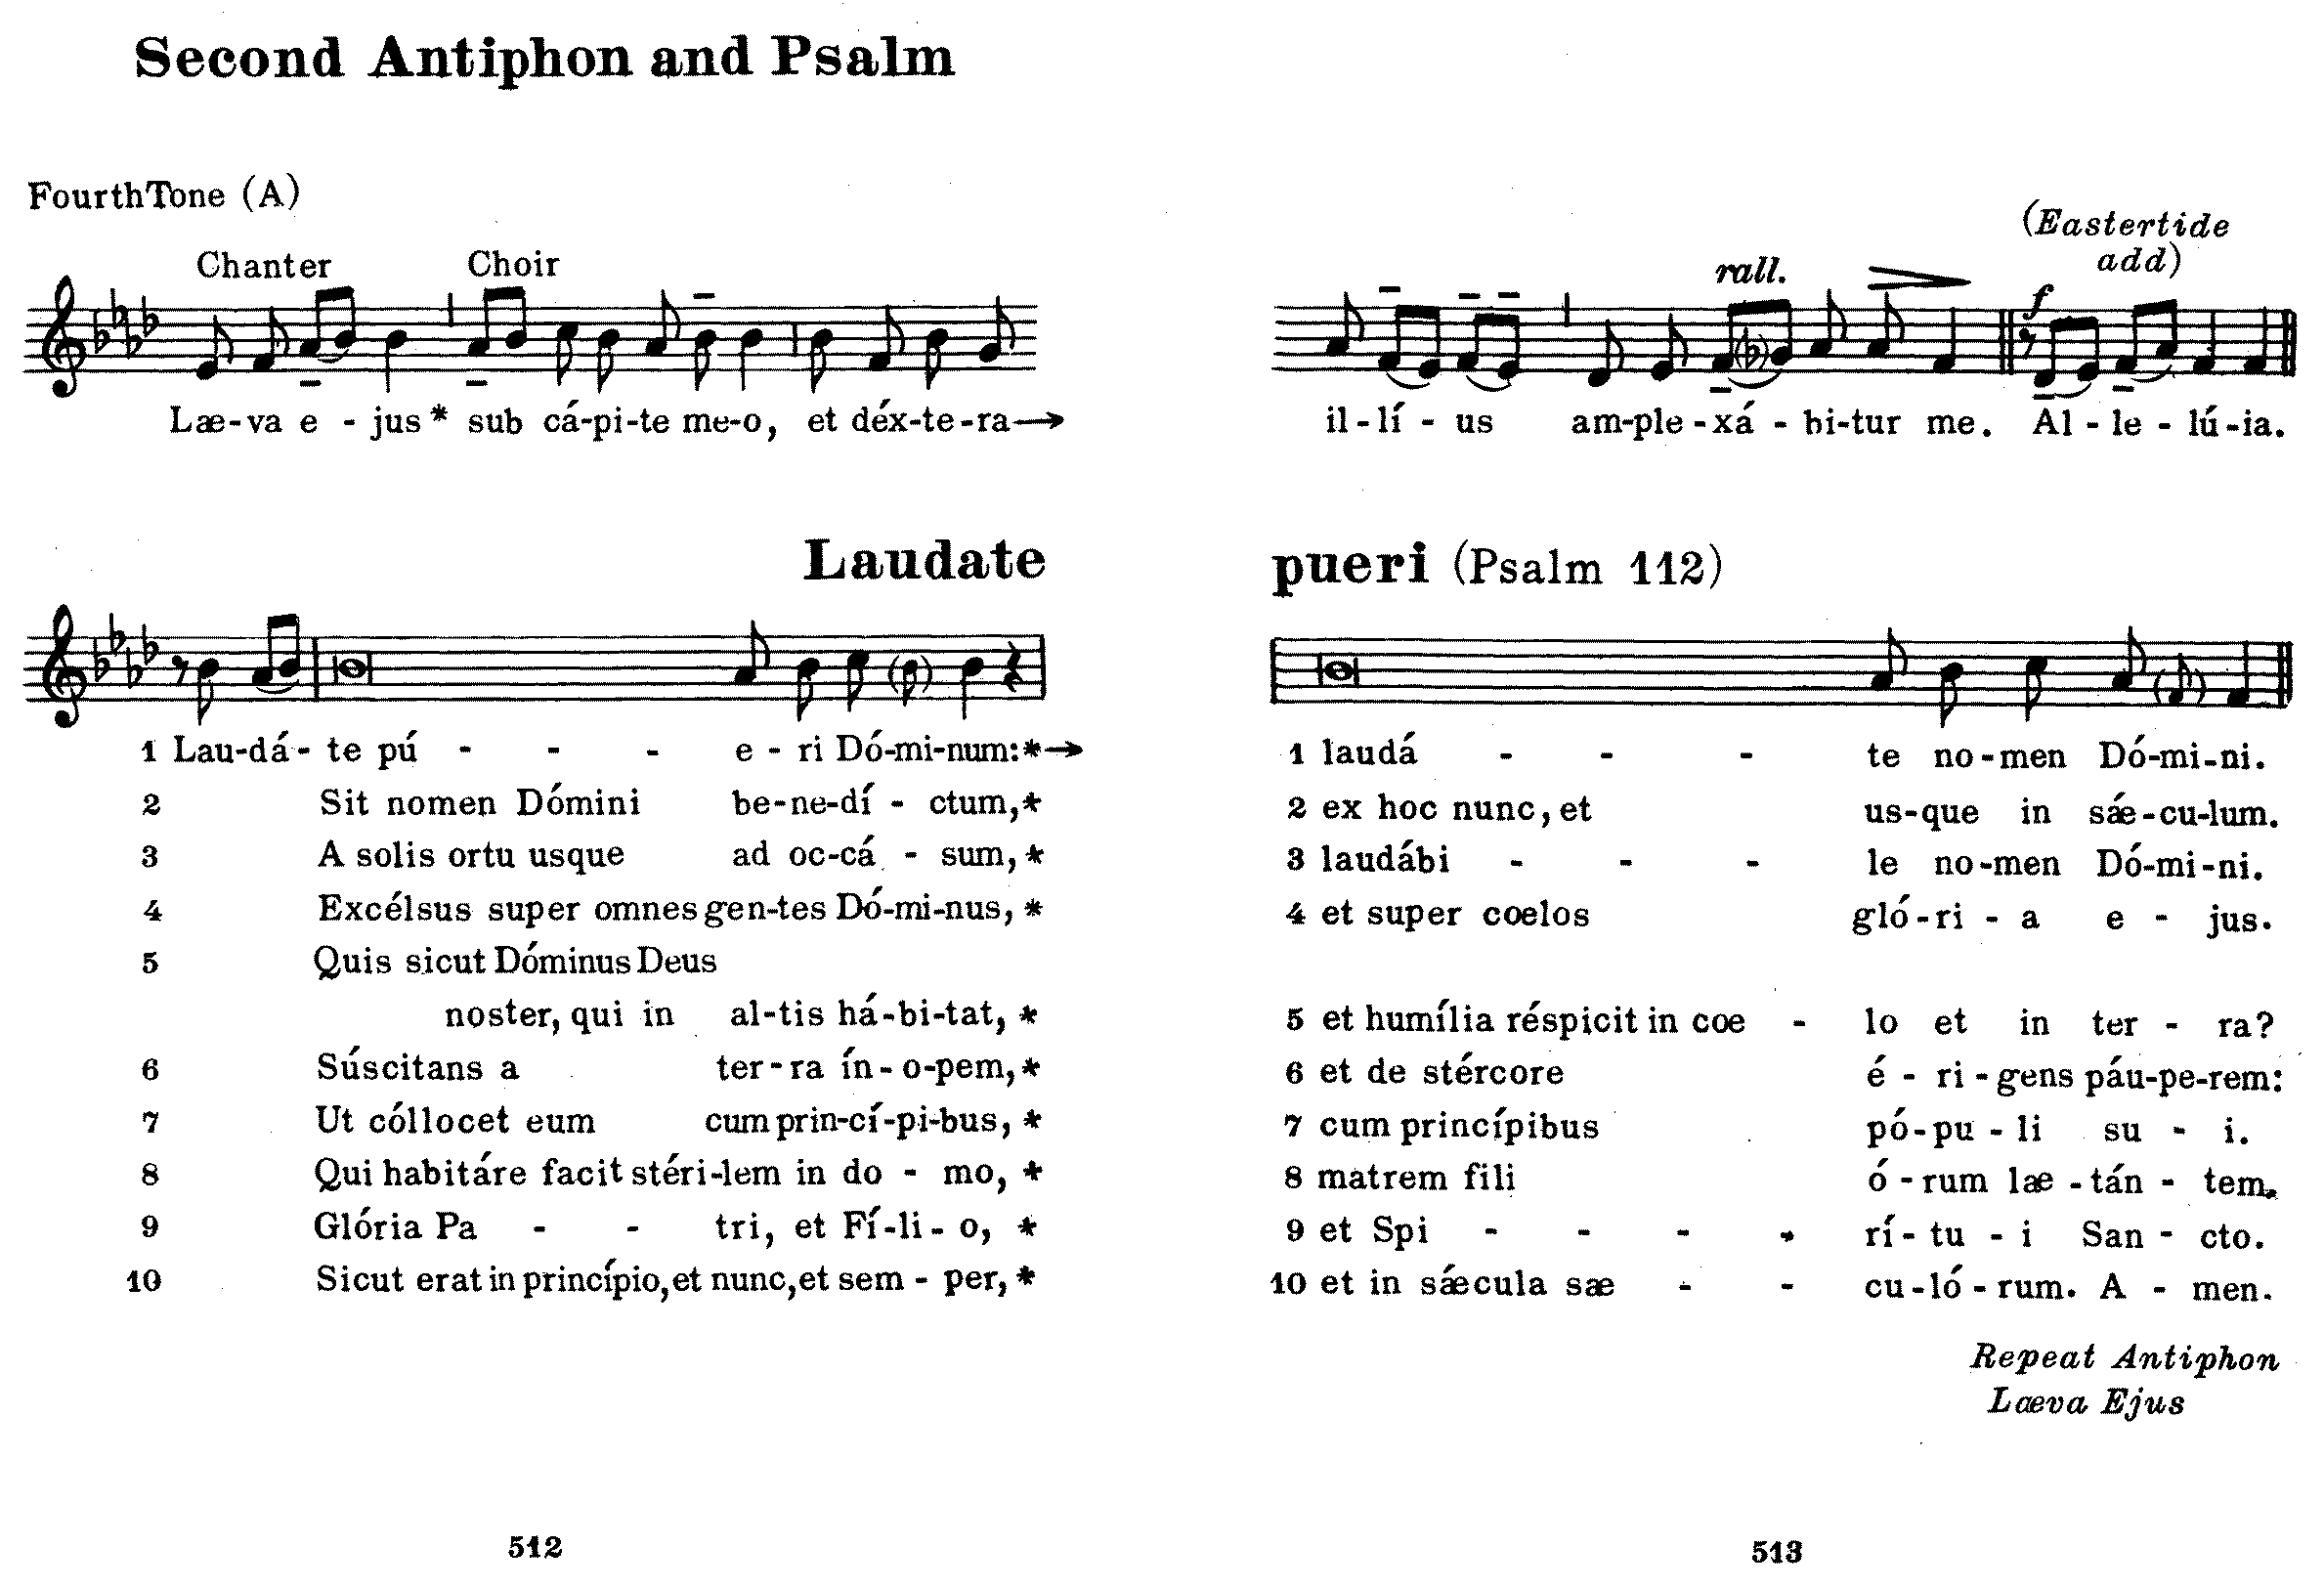 Second Antiphon and Psalm
Fourth Tone (A)
Chanter Choir
Læ-va e - jus * sub cá-pi-te me-o, et déx-te-ra→
rall.
(Eastertide
add)
f
il-lí - us am-ple-xá - bi-tur me. Al - le - lú-ia.
Laudate pueri (Psalm 112)
1 Lau-dá- te pú - - - e - ri Dó-mi-num:*→
2 Sit nomen Dómini be-ne-dí - ctum,*
3 A solis ortu usque ad oc-cá - sum,*
4 Excélsus super omnes gen-tes Dó-mi-nus, *
5 Quis sicut Dóminus Deus
noster, qui in al-tis há-bi-tat, *
6 Súscitans a ter-ra ín-o-pem,*
7 Ut cóllocet eum cum prin-cí-pi-bus, *
8 Qui habitáre facit stéri-lem in do - mo, *
9 Glória Pa - - tri, et Fí-li-o, *
10 Sicut erat in princípio, et nunc, et sem - per, *
1 laudá - - - te no-men Dó-mi-ni.
2 ex hoc nunc, et us-que in sǽ-cu-lum.
3 laudábi - - - le no-men Dó-mi-ni.
4 et super coelos gló-ri - a e - jus.
5 et humília réspicit in coe - lo et in ter - ra?
6 et de stércore é - ri-gens páu-pe-rem:
7 cum princípibus pó-pu-li su - i.
8 matrem fili ó-rum læ-tán - tem.
9 et Spi - - - - rí-tu - i San - cto.
10 et in sǽcula sæ - - cu-ló-rum. A - men.
Repeat Antiphon
Læva Ejus
512
513